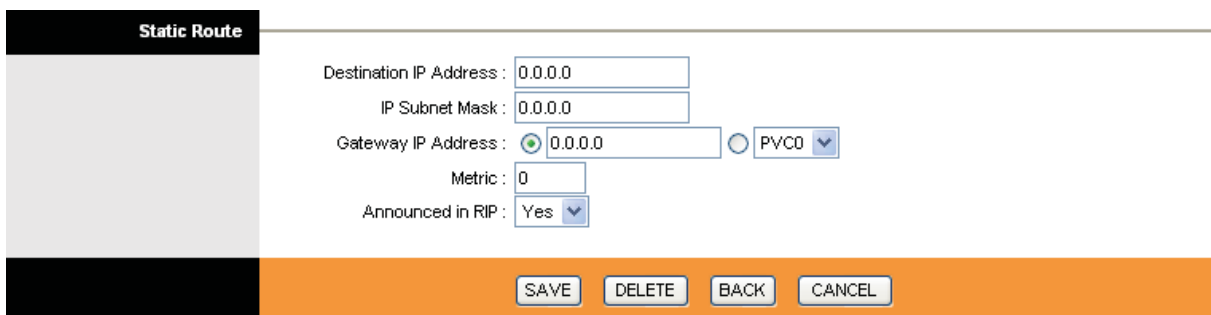 Static Route
Destination IP Address : 0.0.0.0
IP Subnet Mask : 0.0.0.0
Gateway IP Address : 0.0.0.0 PVC0
Metric : 0
Announced in RIP : Yes
SAVE DELETE BACK CANCEL